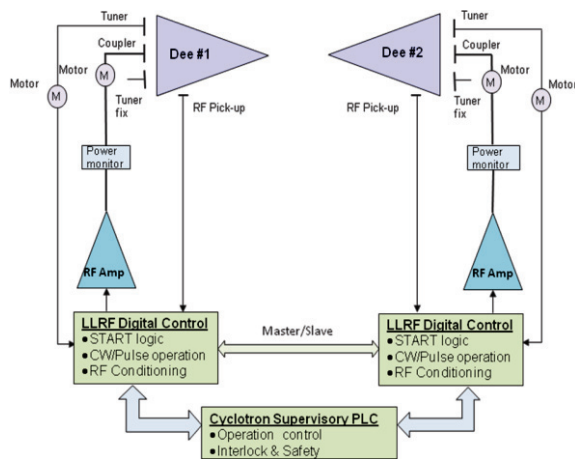 Tuner
Coupler
Dee #1
Motor
Motor
M
M
Tuner
fix
RF Pick-up
Power
monitor
RF Amp
LLRF Digital Control
●START logic
●CW/Pulse operation
●RF Conditioning
Master/Slave
Tuner
Coupler
Dee #2
Motor
Motor
M
M
Tuner
fix
RF Pick-up
Power
monitor
RF Amp
LLRF Digital Control
●START logic
●CW/Pulse operation
●RF Conditioning
Cyclotron Supervisory PLC
●Operation control
●Interlock & Safety